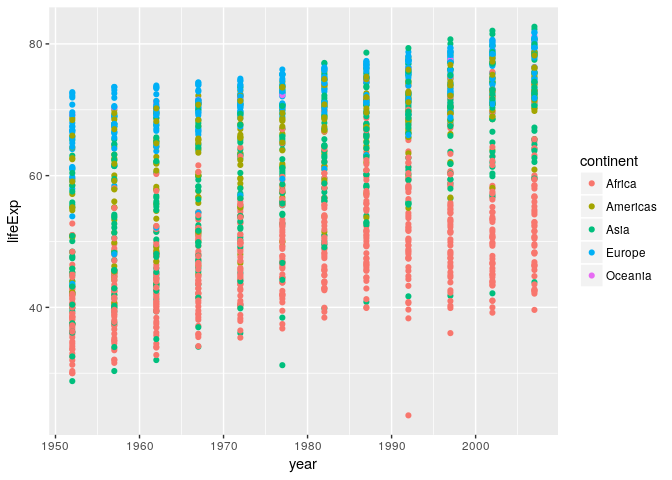 80
60
40
lifeExp
1950
1960
1970
1980
1990
2000
year
continent
Africa
Americas
Asia
Europe
Oceania